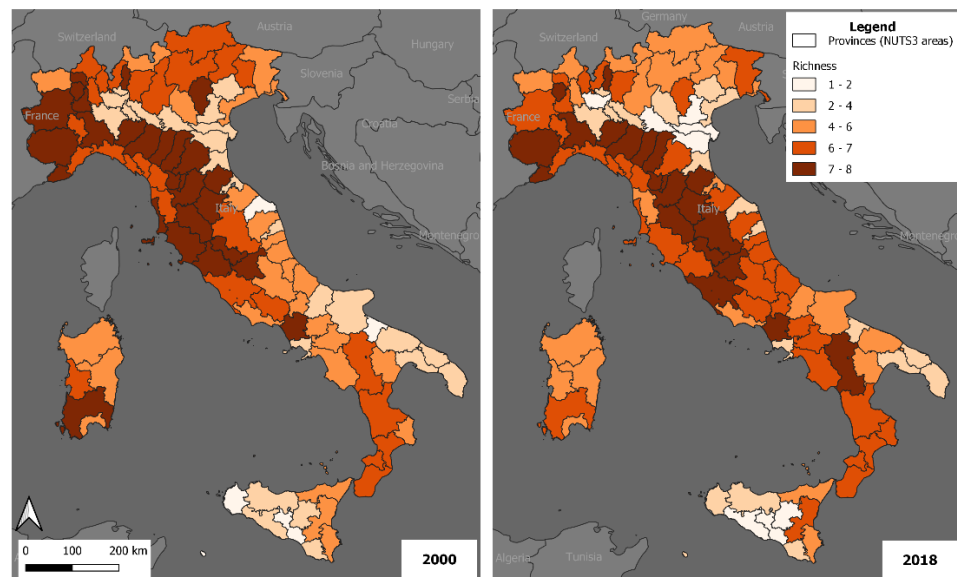 Austria
Switzerland
Hungary
Slovenia
Serbia
France
Croatia
Bosnia and Herzegovina
Italy
Montenegro
0 100 200 km
2000
Germany
Austria
Switzerland
France
Italy
Montenegro
Algeria
Tunisia
2018
Legend
Provinces (NUTS3 areas)
Richness
1 - 2
2 - 4
4 - 6
6 - 7
7 - 8